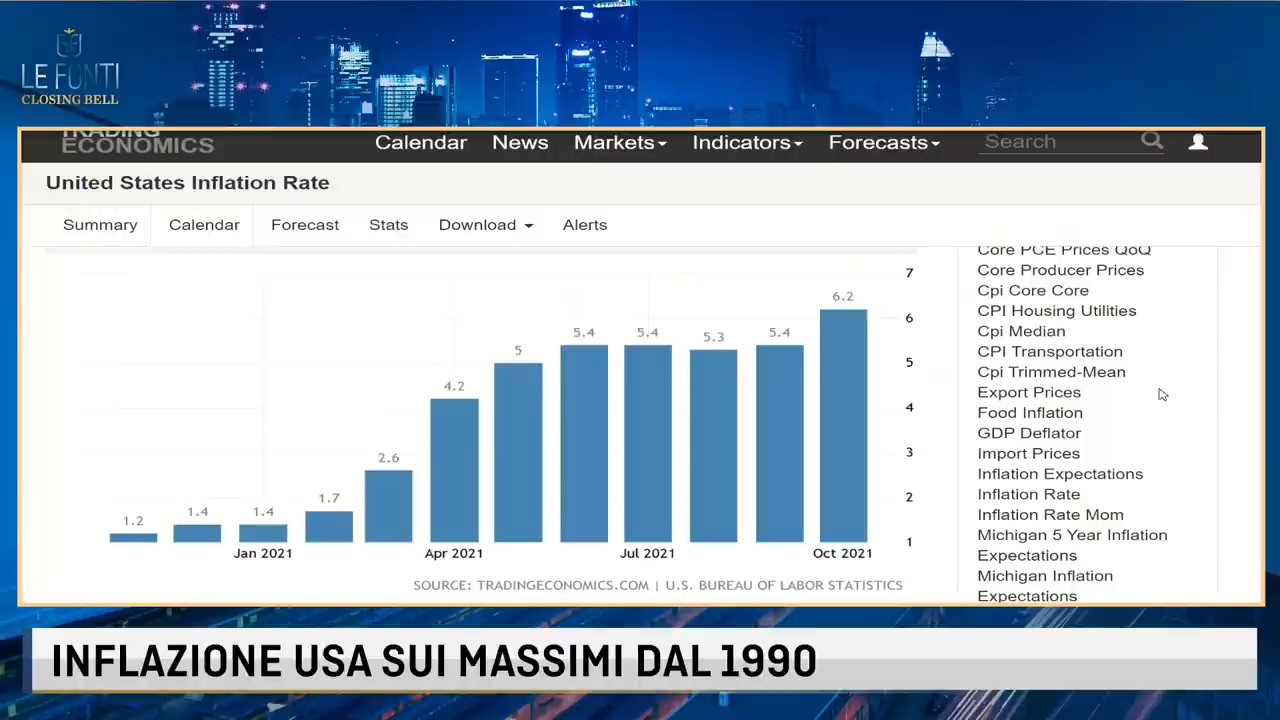 LE FONTI
CLOSING BELL
TRADING
ECONOMICS
Calendar News Markets Indicators Forecasts Search
United States Inflation Rate
Summary Calendar Forecast Stats Download Alerts
7
6
5
4
3
2
1
1.2 1.4 1.4 1.7 2.6 4.2 5 5.4 5.4 5.3 5.4 6.2
Jan 2021 Apr 2021 Jul 2021 Oct 2021
SOURCE: TRADINGECONOMICS.COM | U.S. BUREAU OF LABOR STATISTICS
Core PCE Prices QoQ
Core Producer Prices
Cpi Core Core
CPI Housing Utilities
Cpi Median
CPI Transportation
Cpi Trimmed-Mean
Export Prices
Food Inflation
GDP Deflator
Import Prices
Inflation Expectations
Inflation Rate
Inflation Rate Mom
Michigan 5 Year Inflation
Expectations
Michigan Inflation
Expectations
INFLAZIONE USA SUI MASSIMI DAL 1990